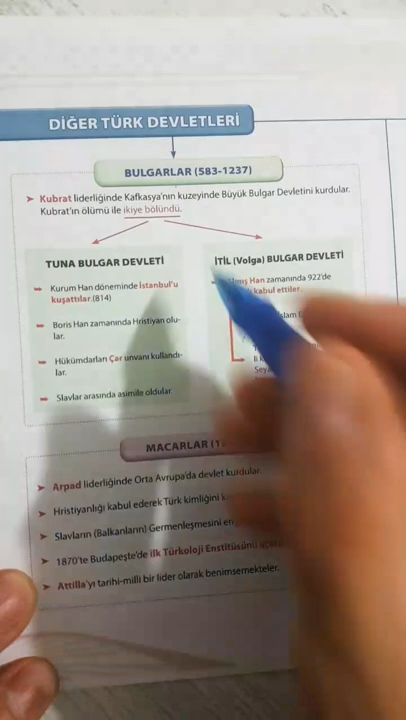 DİĞER TÜRK DEVLETLERİ
BULGARLAR (583-1237)
➤ Kubrat liderliğinde Kafkasya'nın kuzeyinde Büyük Bulgar Devletini kurdular.
Kubrat'ın ölümü ile ikiye bölündü.
TUNA BULGAR DEVLETİ
Kurum Han döneminde İstanbul'u
kuşattılar.(814)
Boris Han zamanında Hristiyan olu-
lar.
Hükümdarları Çar unvanı kullandı-
lar.
Slavlar arasında asimile oldular.
İTİL (Volga) BULGAR DEVLETİ
Han zamanında 922'de
kabul ettiler.
MACARLAR
➤ Arpad liderliğinde Orta Avrupa'da devlet kurdular.
➤ Hristiyanlığı kabul ederek Türk kimliğini
➤ Slavların (Balkanların) Germenleşmesini
➤ 1870'te Budapeşte'de ilk Türkoloji Enstitüsünü
➤ Attilla'yı tarihi-milli bir lider olarak benimsemekteler.